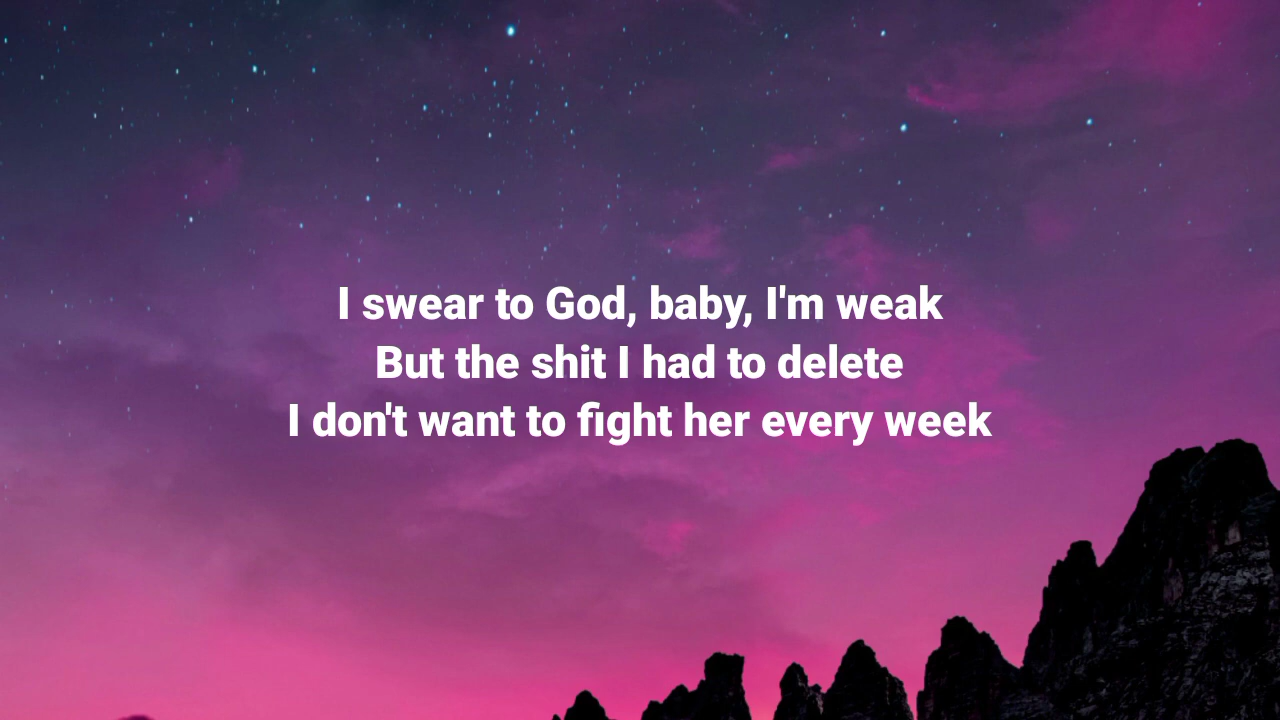 I swear to God, baby, I'm weak
But the shit I had to delete
I don't want to fight her every week